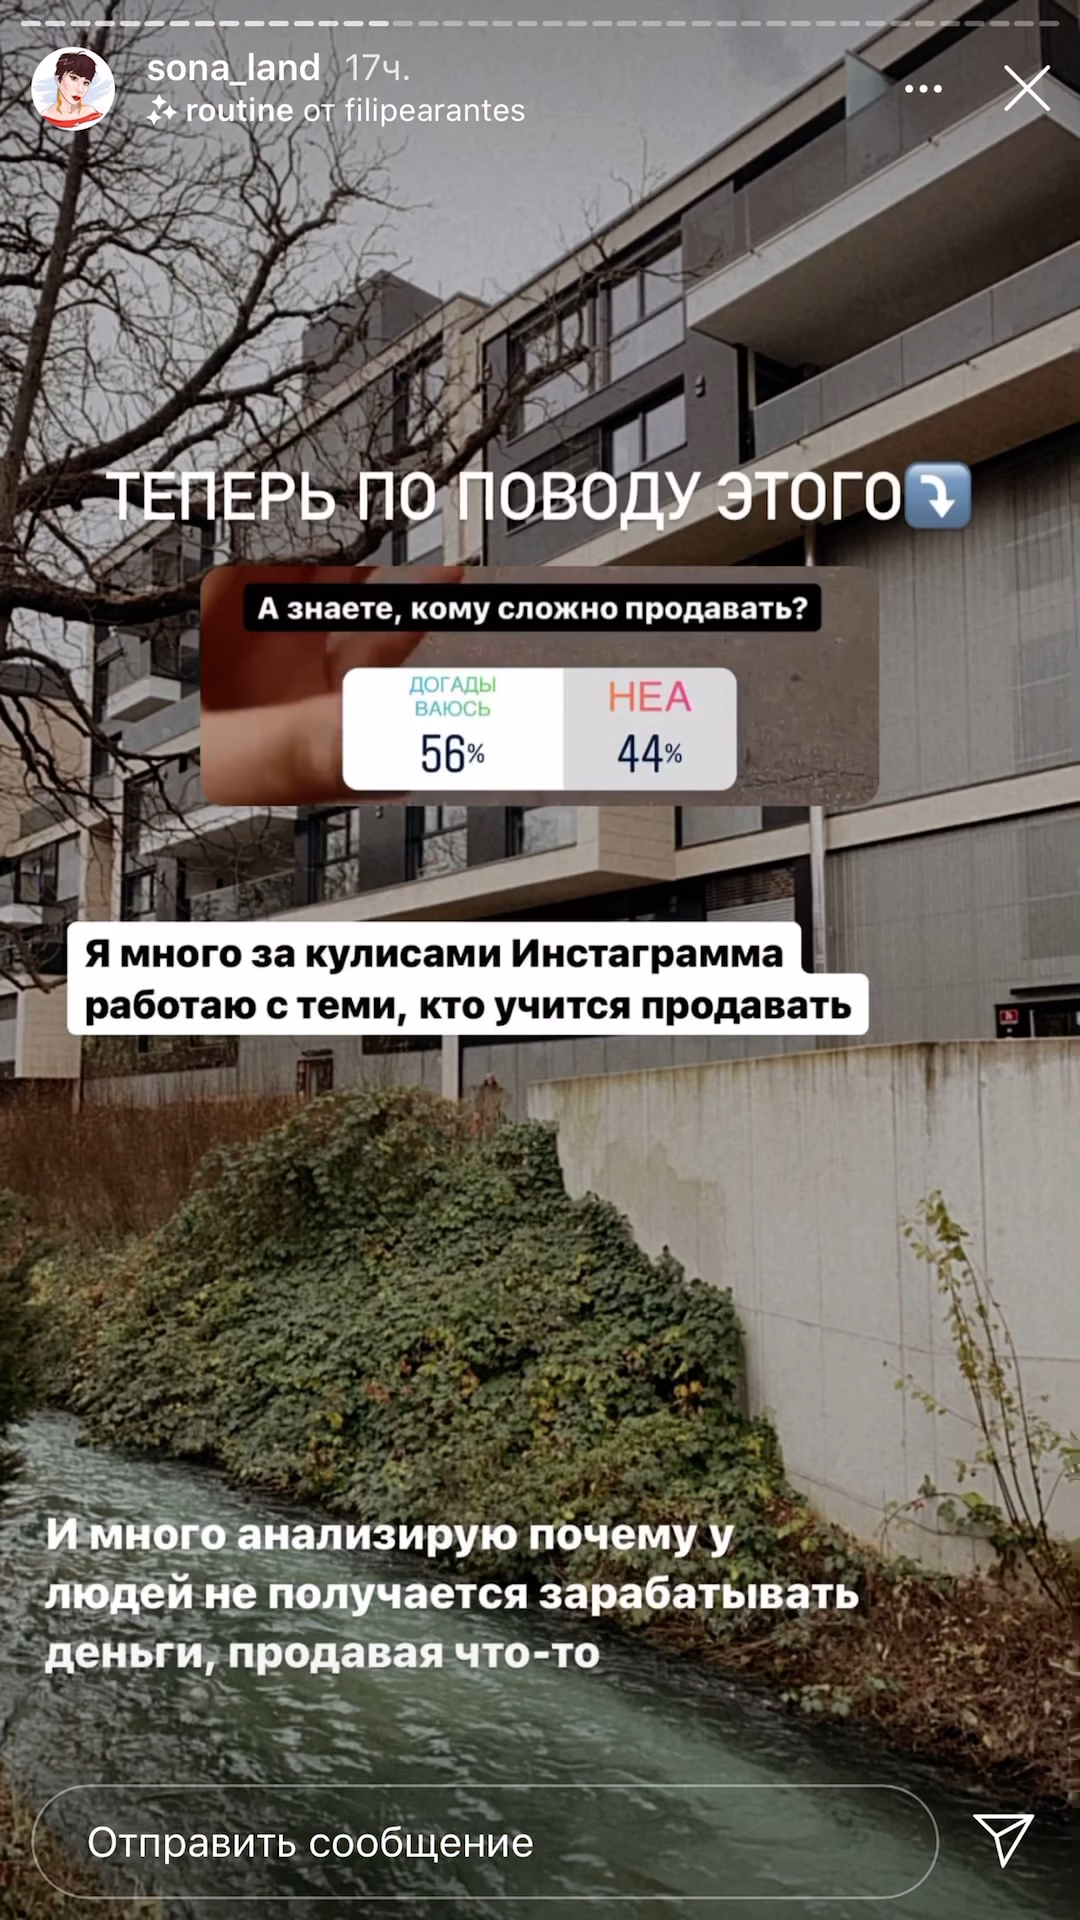 sona_land 17ч.
routine от filipearantes
ТЕПЕРЬ ПО ПОВОДУ ЭТОГО⤵️
А знаете, кому сложно продавать?
ДОГАДЫ
ВАЮСЬ
56%
НЕА
44%
Я много за кулисами Инстаграмма
работаю с теми, кто учится продавать
И много анализирую почему у
людей не получается зарабатывать
деньги, продавая что-то
Отправить сообщение